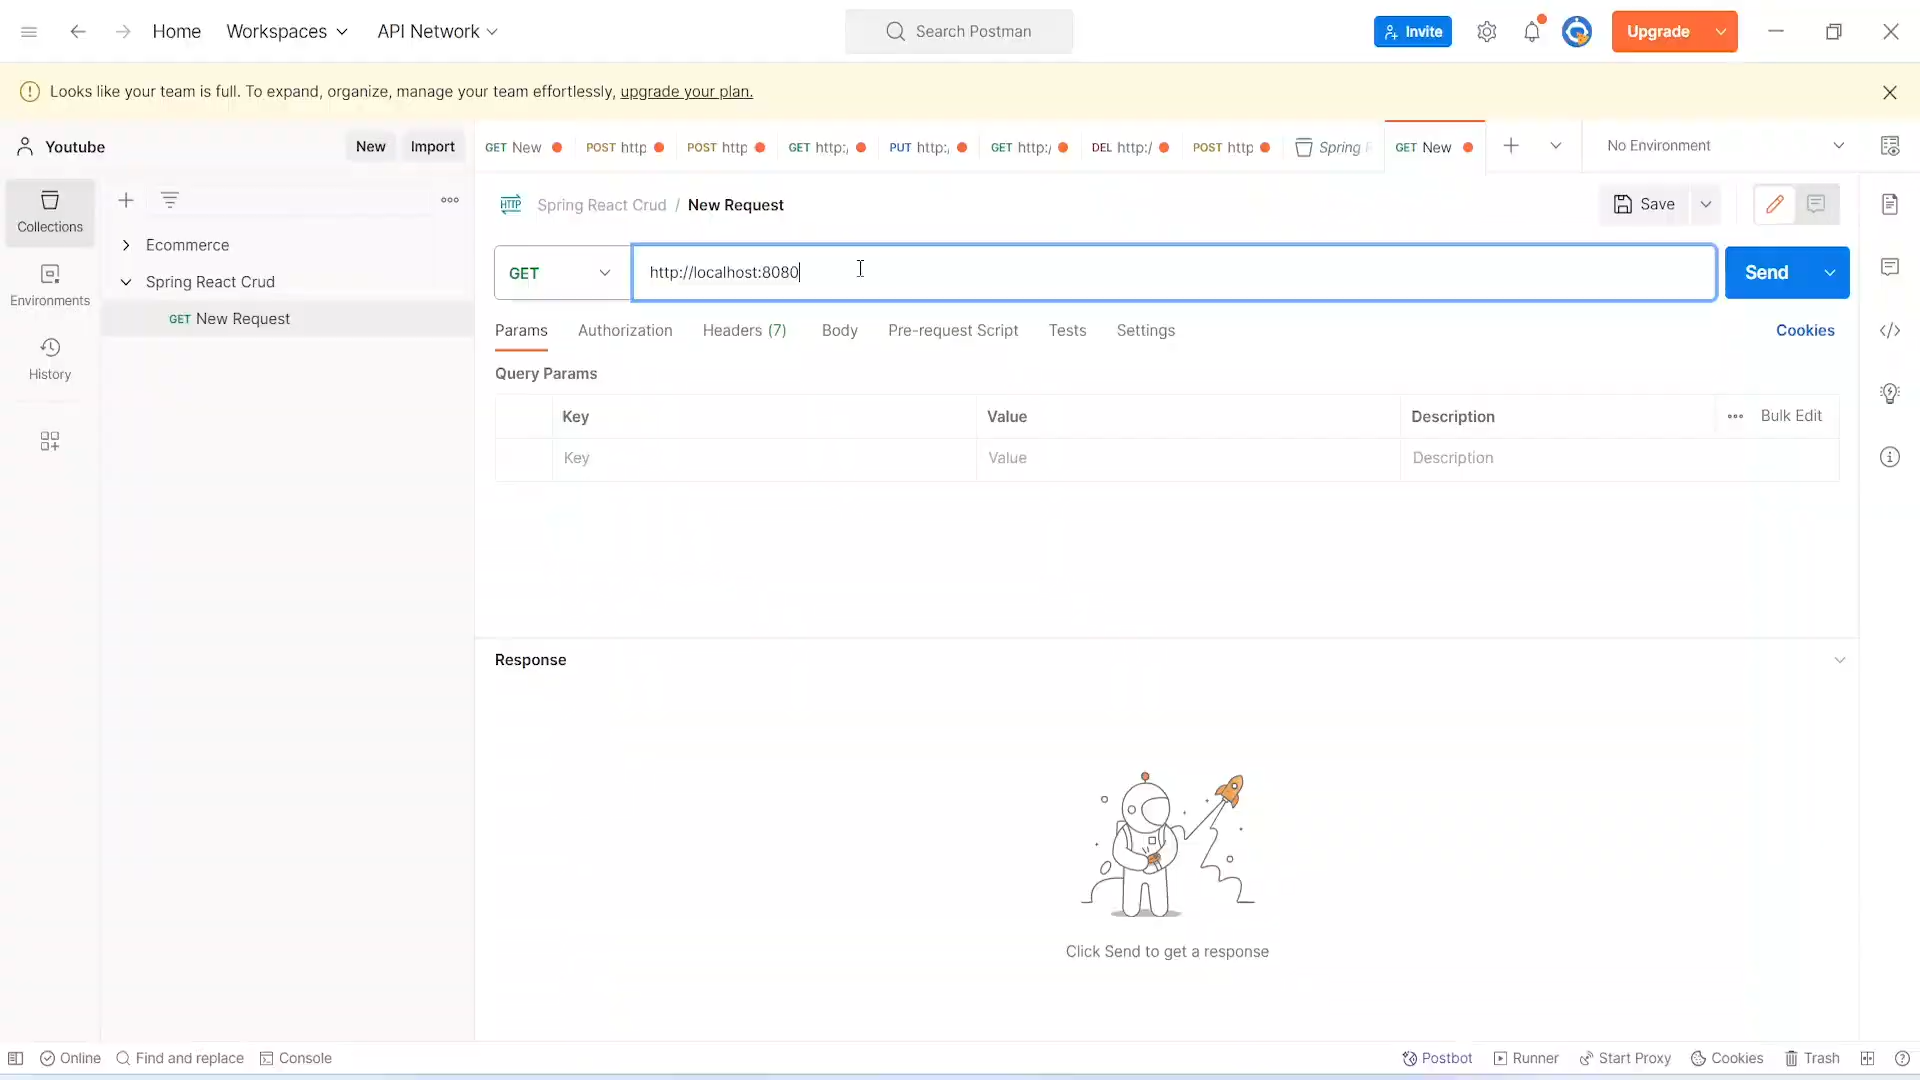 Home Workspaces API Network Search Postman Invite Upgrade
Looks like your team is full. To expand, organize, manage your team effortlessly, upgrade your plan.
Youtube New Import GET New POST http POST http GET http:/ PUT http:/ GET http:/ DEL http:/ POST http Spring GET New No Environment
Collections
Environments
History
Ecommerce
Spring React Crud
GET New Request
HTTP Spring React Crud / New Request Save
GET http://localhost:8080 Send
Params Authorization Headers (7) Body Pre-request Script Tests Settings Cookies
Query Params
Key Value Description Bulk Edit
Key Value Description
Response
Click Send to get a response
Online Find and replace Console Postbot Runner Start Proxy Cookies Trash